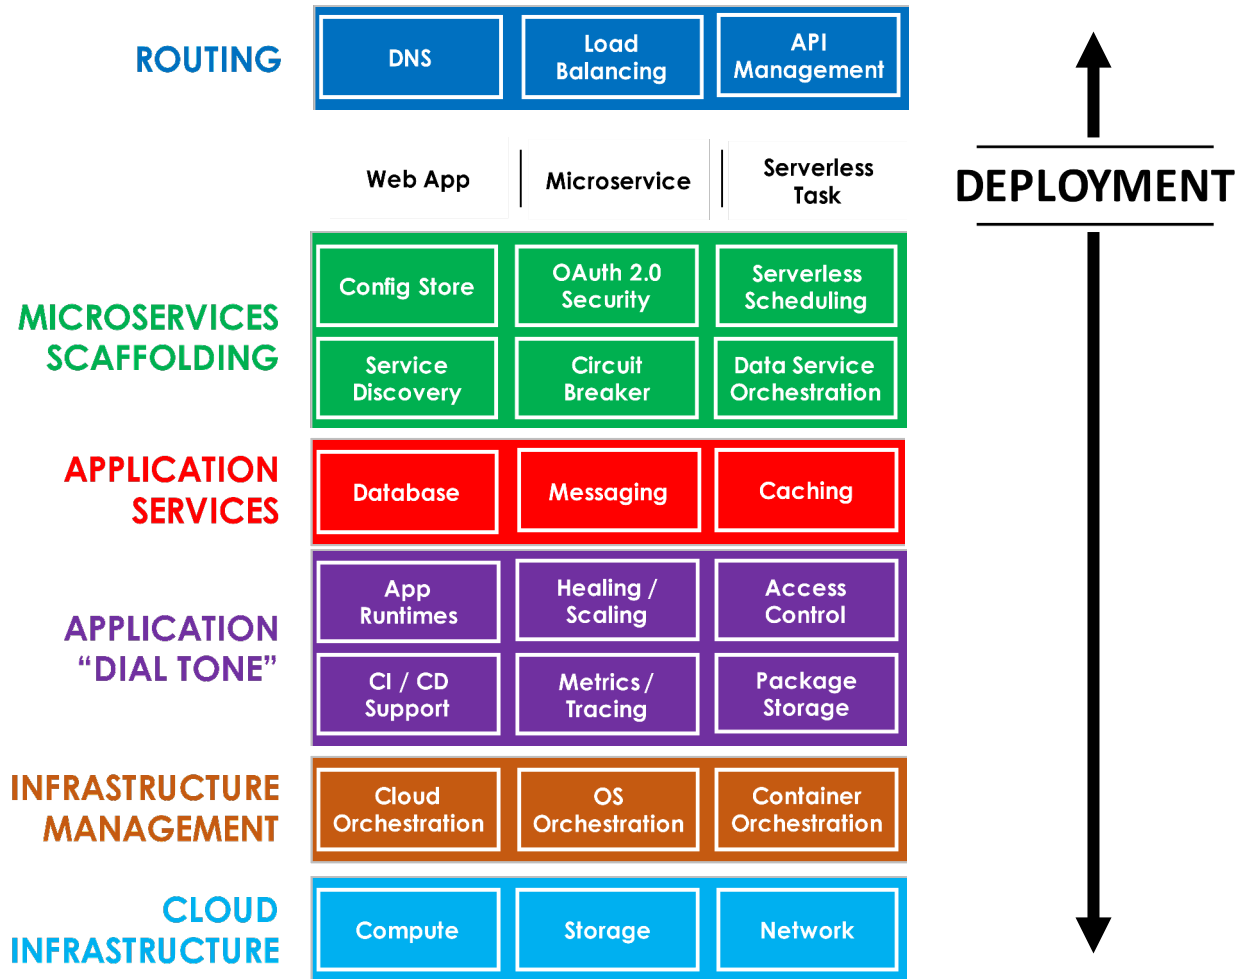 ROUTING
DNS
Load
Balancing
API
Management
Web App
Microservice
Serverless
Task
DEPLOYMENT
MICROSERVICES
SCAFFOLDING
Config Store
OAuth 2.0
Security
Serverless
Scheduling
Service
Discovery
Circuit
Breaker
Data Service
Orchestration
APPLICATION
SERVICES
Database
Messaging
Caching
APPLICATION
“DIAL TONE”
App
Runtimes
Healing /
Scaling
Access
Control
CI / CD
Support
Metrics /
Tracing
Package
Storage
INFRASTRUCTURE
MANAGEMENT
Cloud
Orchestration
OS
Orchestration
Container
Orchestration
CLOUD
INFRASTRUCTURE
Compute
Storage
Network